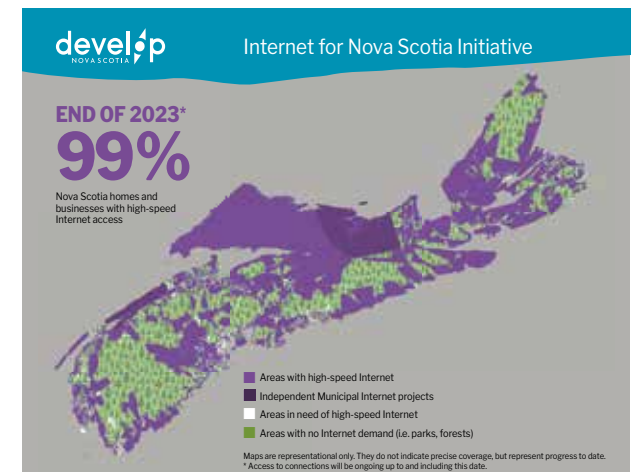 develop
NOVA SCOTIA
Internet for Nova Scotia Initiative
END OF 2023*
99%
Nova Scotia homes and
businesses with high-speed
Internet access
Areas with high-speed Internet
Independent Municipal Internet projects
Areas in need of high-speed Internet
Areas with no Internet demand (i.e. parks, forests)
Maps are representational only. They do not indicate precise coverage, but represent progress to date.
* Access to connections will be ongoing up to and including this date.